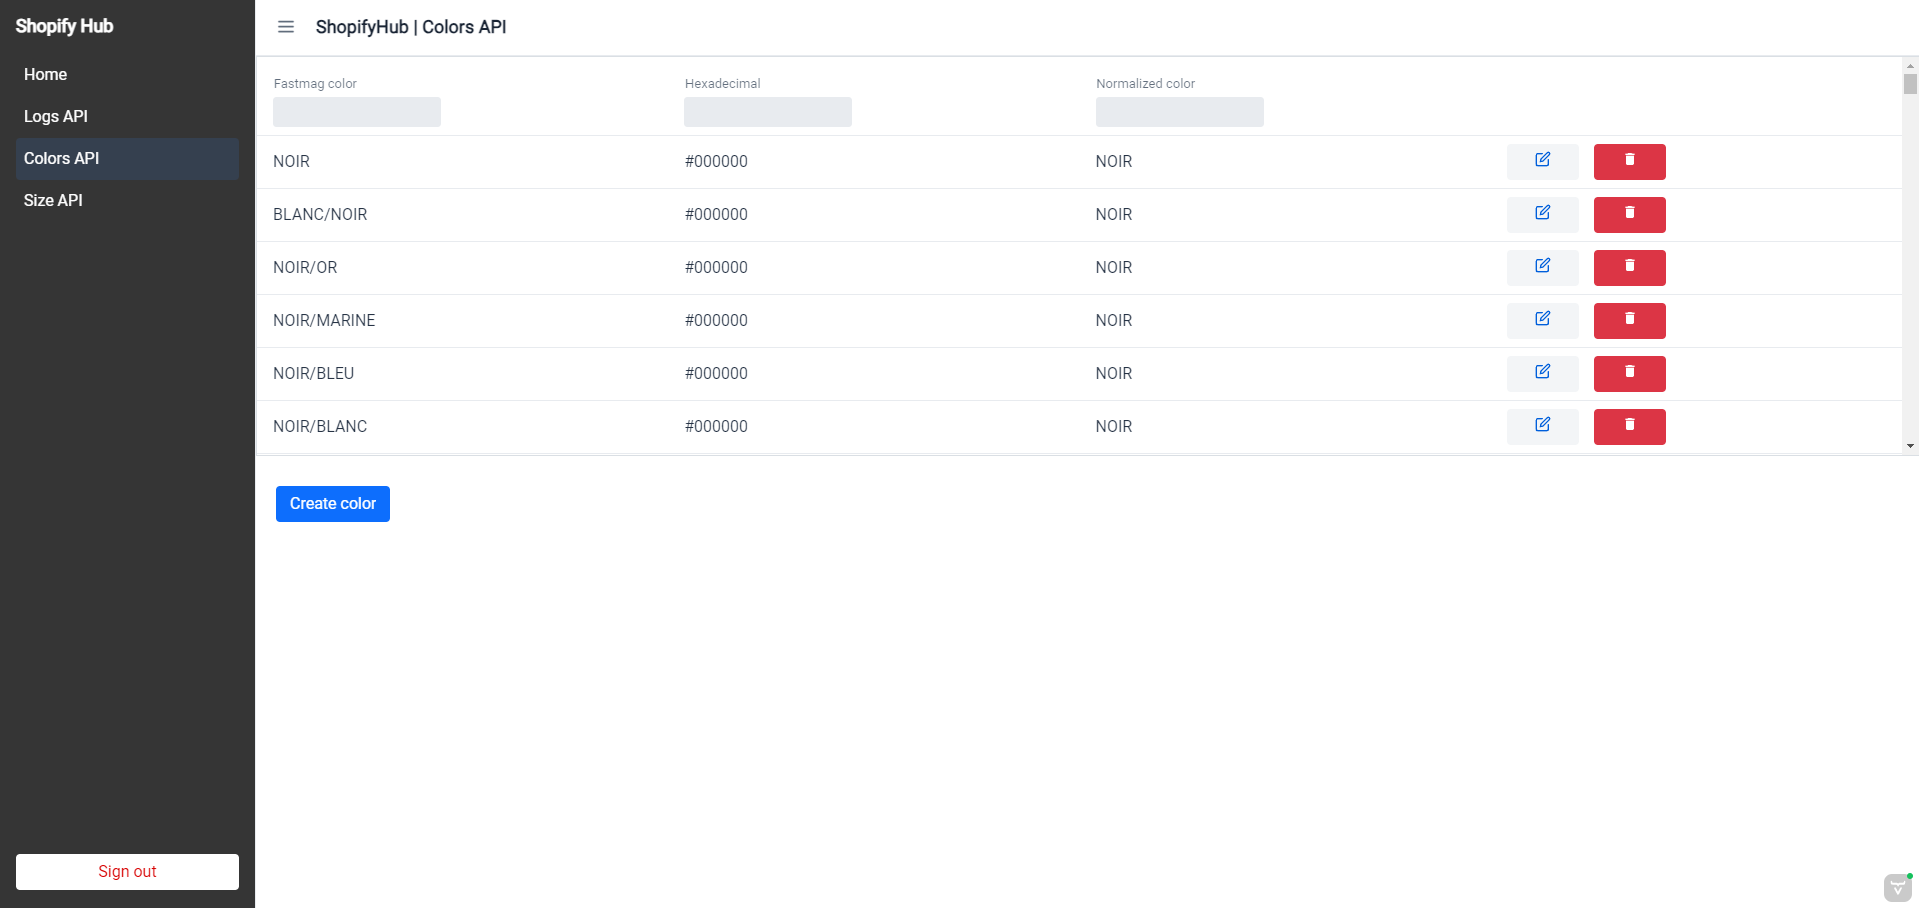 Shopify Hub
Home
Logs API
Colors API
Size API
Sign out
ShopifyHub | Colors API
Fastmag color Hexadecimal Normalized color
NOIR #000000 NOIR
BLANC/NOIR #000000 NOIR
NOIR/OR #000000 NOIR
NOIR/MARINE #000000 NOIR
NOIR/BLEU #000000 NOIR
NOIR/BLANC #000000 NOIR
Create color